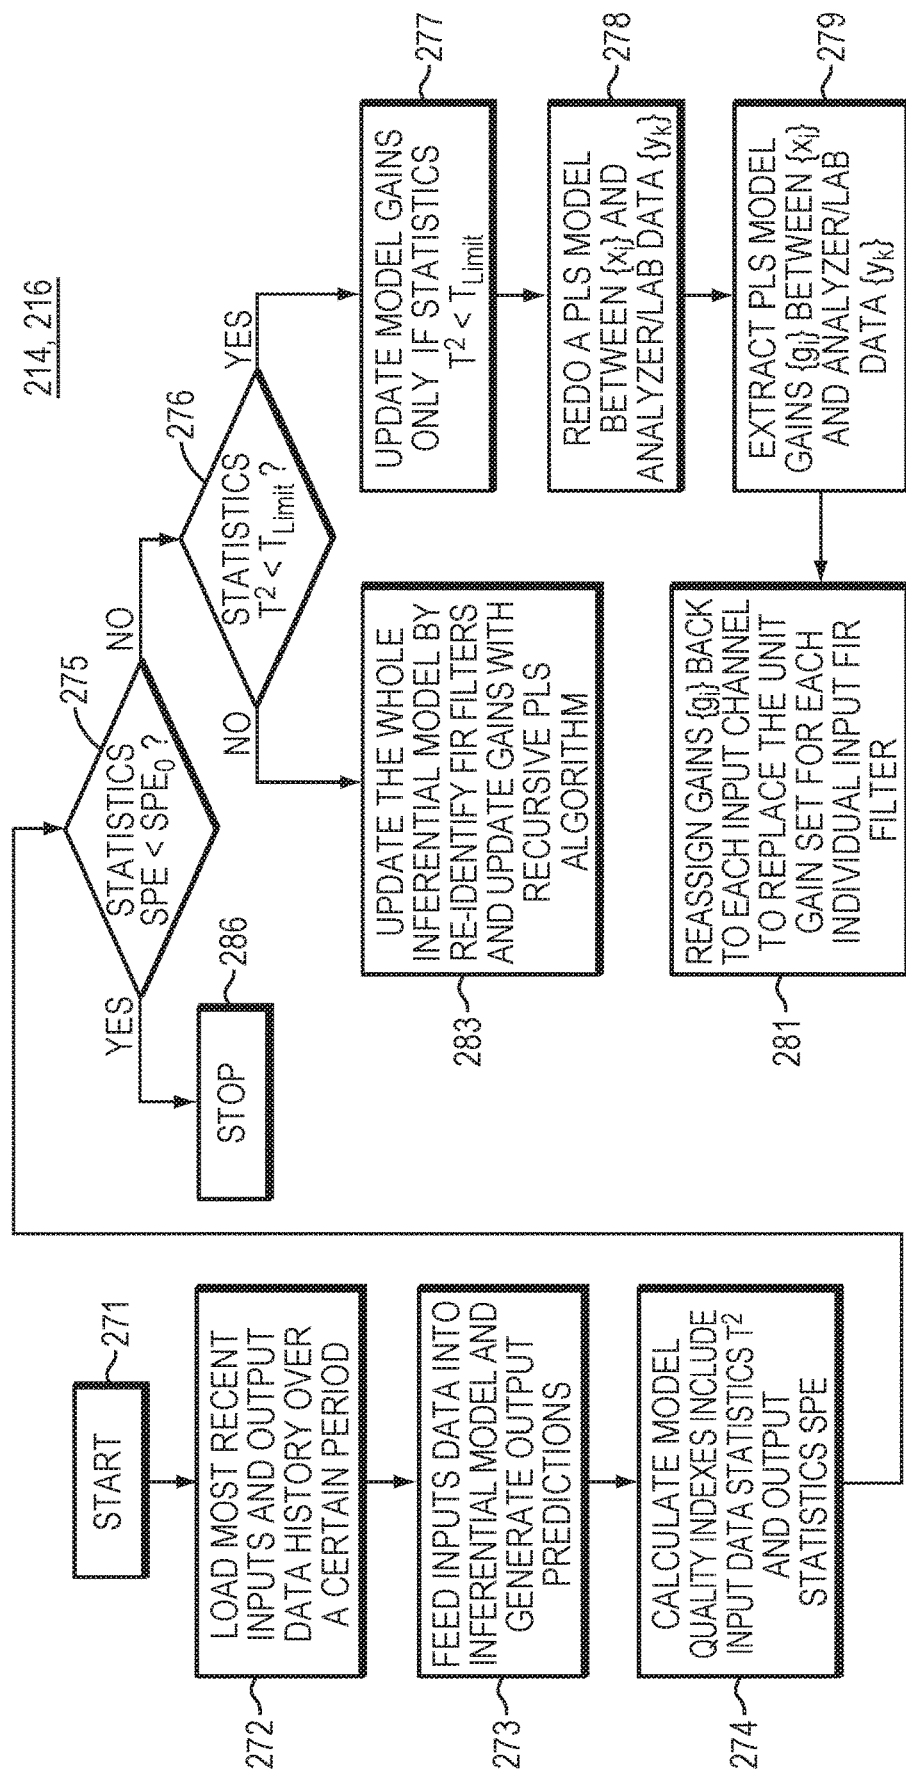 214, 216
START
271
LOAD MOST RECENT
INPUTS AND OUTPUT
DATA HISTORY OVER
A CERTAIN PERIOD
272
FEED INPUTS DATA INTO
INFERENTIAL MODEL AND
GENERATE OUTPUT
PREDICTIONS
273
CALCULATE MODEL
QUALITY INDEXES INCLUDE
INPUT DATA STATISTICS T²
AND OUTPUT
STATISTICS SPE
274
STATISTICS
SPE < SPE₀ ?
275
YES
NO
STOP
286
STATISTICS
T² < T_Limit ?
276
NO
YES
UPDATE THE WHOLE
INFERENTIAL MODEL BY
RE-IDENTIFY FIR FILTERS
AND UPDATE GAINS WITH
RECURSIVE PLS
ALGORITHM
283
UPDATE MODEL GAINS
ONLY IF STATISTICS
T² < T_Limit
277
REDO A PLS MODEL
BETWEEN {xᵢ} AND
ANALYZER/LAB DATA {yₖ}
278
EXTRACT PLS MODEL
GAINS {gᵢ} BETWEEN {xᵢ}
AND ANALYZER/LAB
DATA {yₖ}
279
REASSIGN GAINS {gᵢ} BACK
TO EACH INPUT CHANNEL
TO REPLACE THE UNIT
GAIN SET FOR EACH
INDIVIDUAL INPUT FIR
FILTER
281